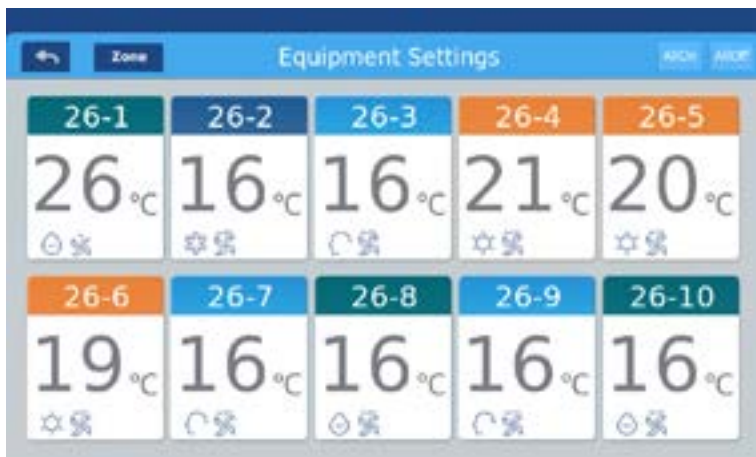 Zone Equipment Settings
26-1 26-2 26-3 26-4 26-5
26 °C 16 °C 16 °C 21 °C 20 °C
26-6 26-7 26-8 26-9 26-10
19 °C 16 °C 16 °C 16 °C 16 °C